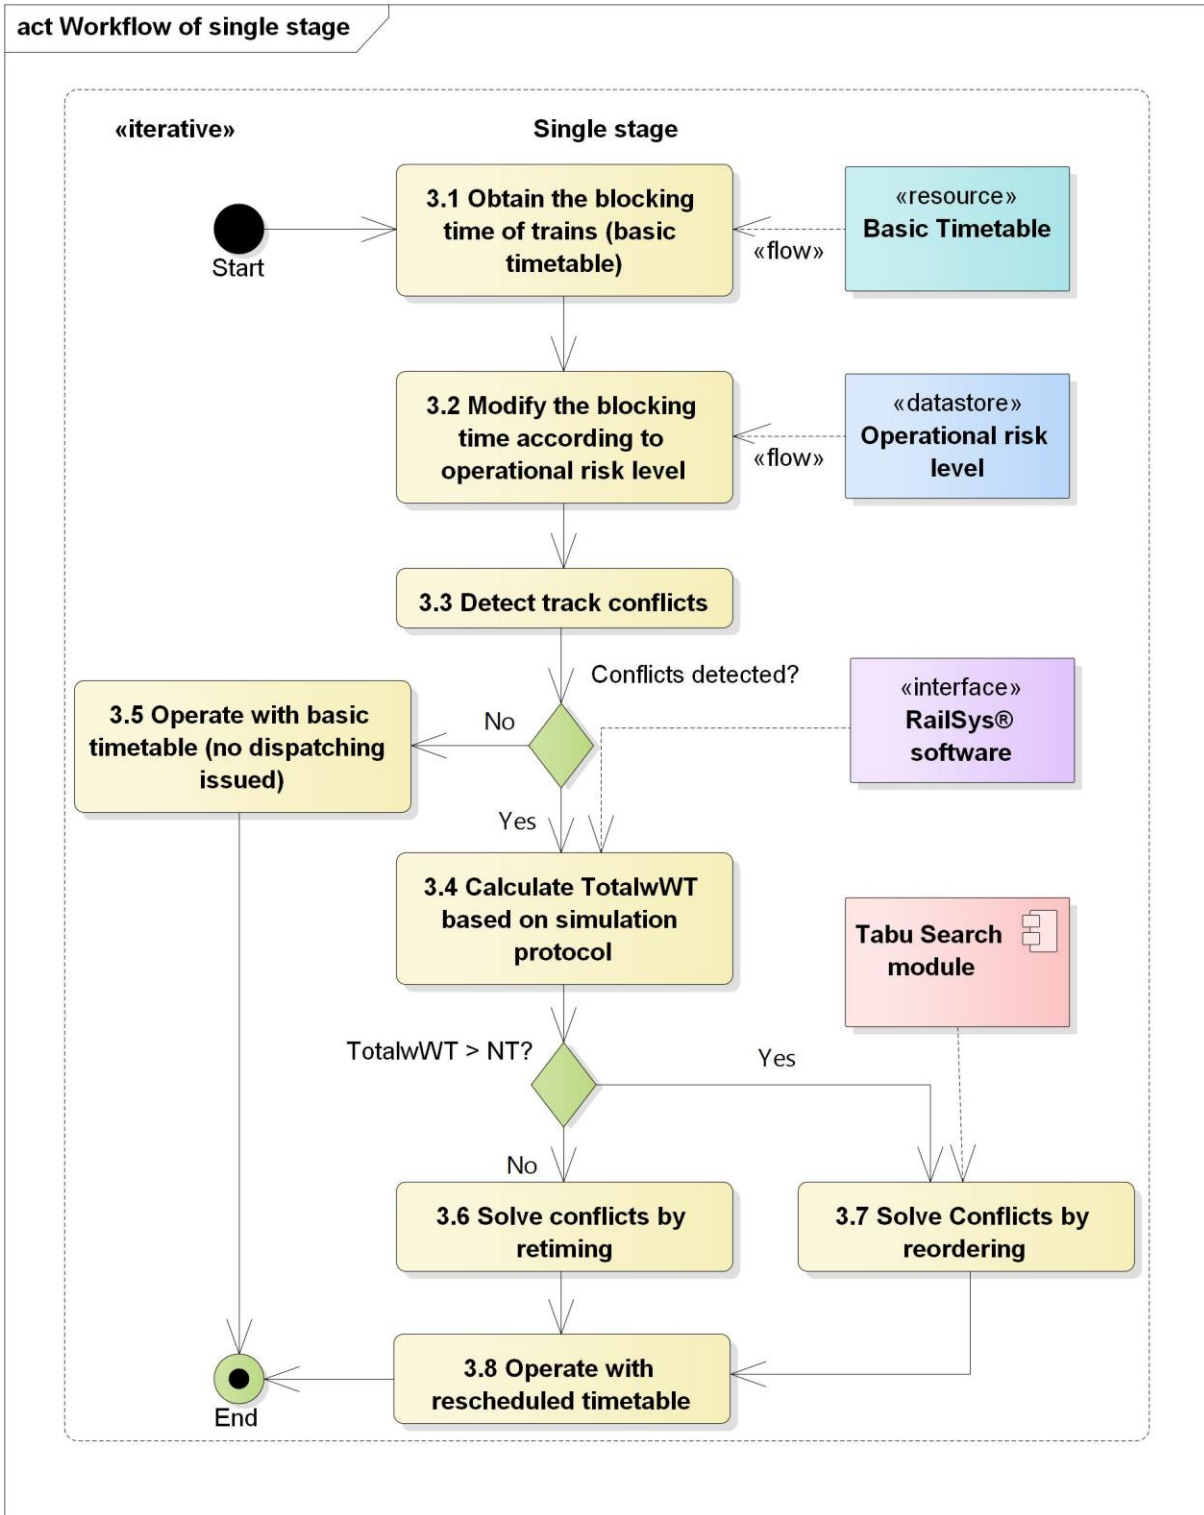 act Workflow of single stage
«iterative»
Single stage
Start
3.1 Obtain the blocking
time of trains (basic
timetable)
«resource»
Basic Timetable
«flow»
3.2 Modify the blocking
time according to
operational risk level
«datastore»
Operational risk
level
«flow»
3.3 Detect track conflicts
Conflicts detected?
«interface»
RailSys®
software
No
3.5 Operate with basic
timetable (no dispatching
issued)
Yes
3.4 Calculate TotalwWT
based on simulation
protocol
Tabu Search
module
TotalwWT > NT?
Yes
No
3.6 Solve conflicts by
retiming
3.7 Solve Conflicts by
reordering
3.8 Operate with
rescheduled timetable
End